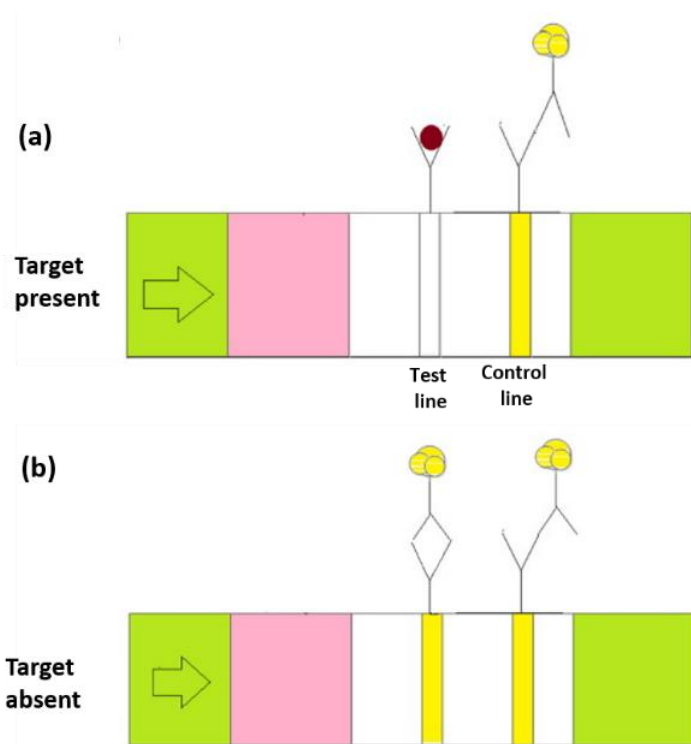 (a)
Target
present
Test
line
Control
line
(b)
Target
absent